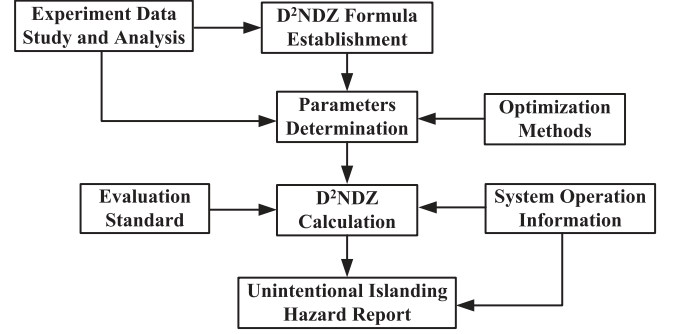 Experiment Data
Study and Analysis
D²NDZ Formula
Establishment
Parameters
Determination
Optimization
Methods
Evaluation
Standard
D²NDZ
Calculation
System Operation
Information
Unintentional Islanding
Hazard Report